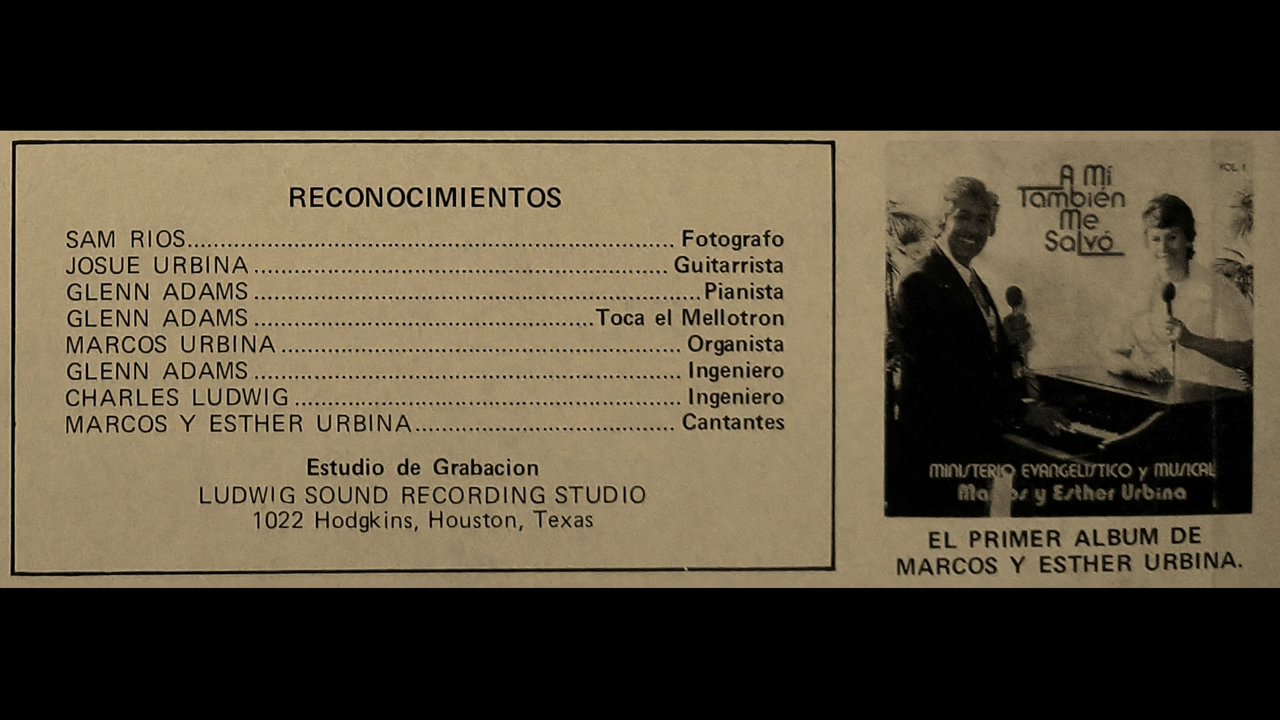 RECONOCIMIENTOS
SAM RIOS........................................................................ Fotografo
JOSUE URBINA ............................................................. Guitarrista
GLENN ADAMS ..................................................................Pianista
GLENN ADAMS ..................................................Toca el Mellotron
MARCOS URBINA ............................................................ Organista
GLENN ADAMS ............................................................... Ingeniero
CHARLES LUDWIG ......................................................... Ingeniero
MARCOS Y ESTHER URBINA....................................... Cantantes
Estudio de Grabacion
LUDWIG SOUND RECORDING STUDIO
1022 Hodgkins, Houston, Texas
VOL. 1
A Mi
También
Me
Salvó
MINISTERIO EVANGELISTICO y MUSICAL
Marcos y Esther Urbina
EL PRIMER ALBUM DE
MARCOS Y ESTHER URBINA.